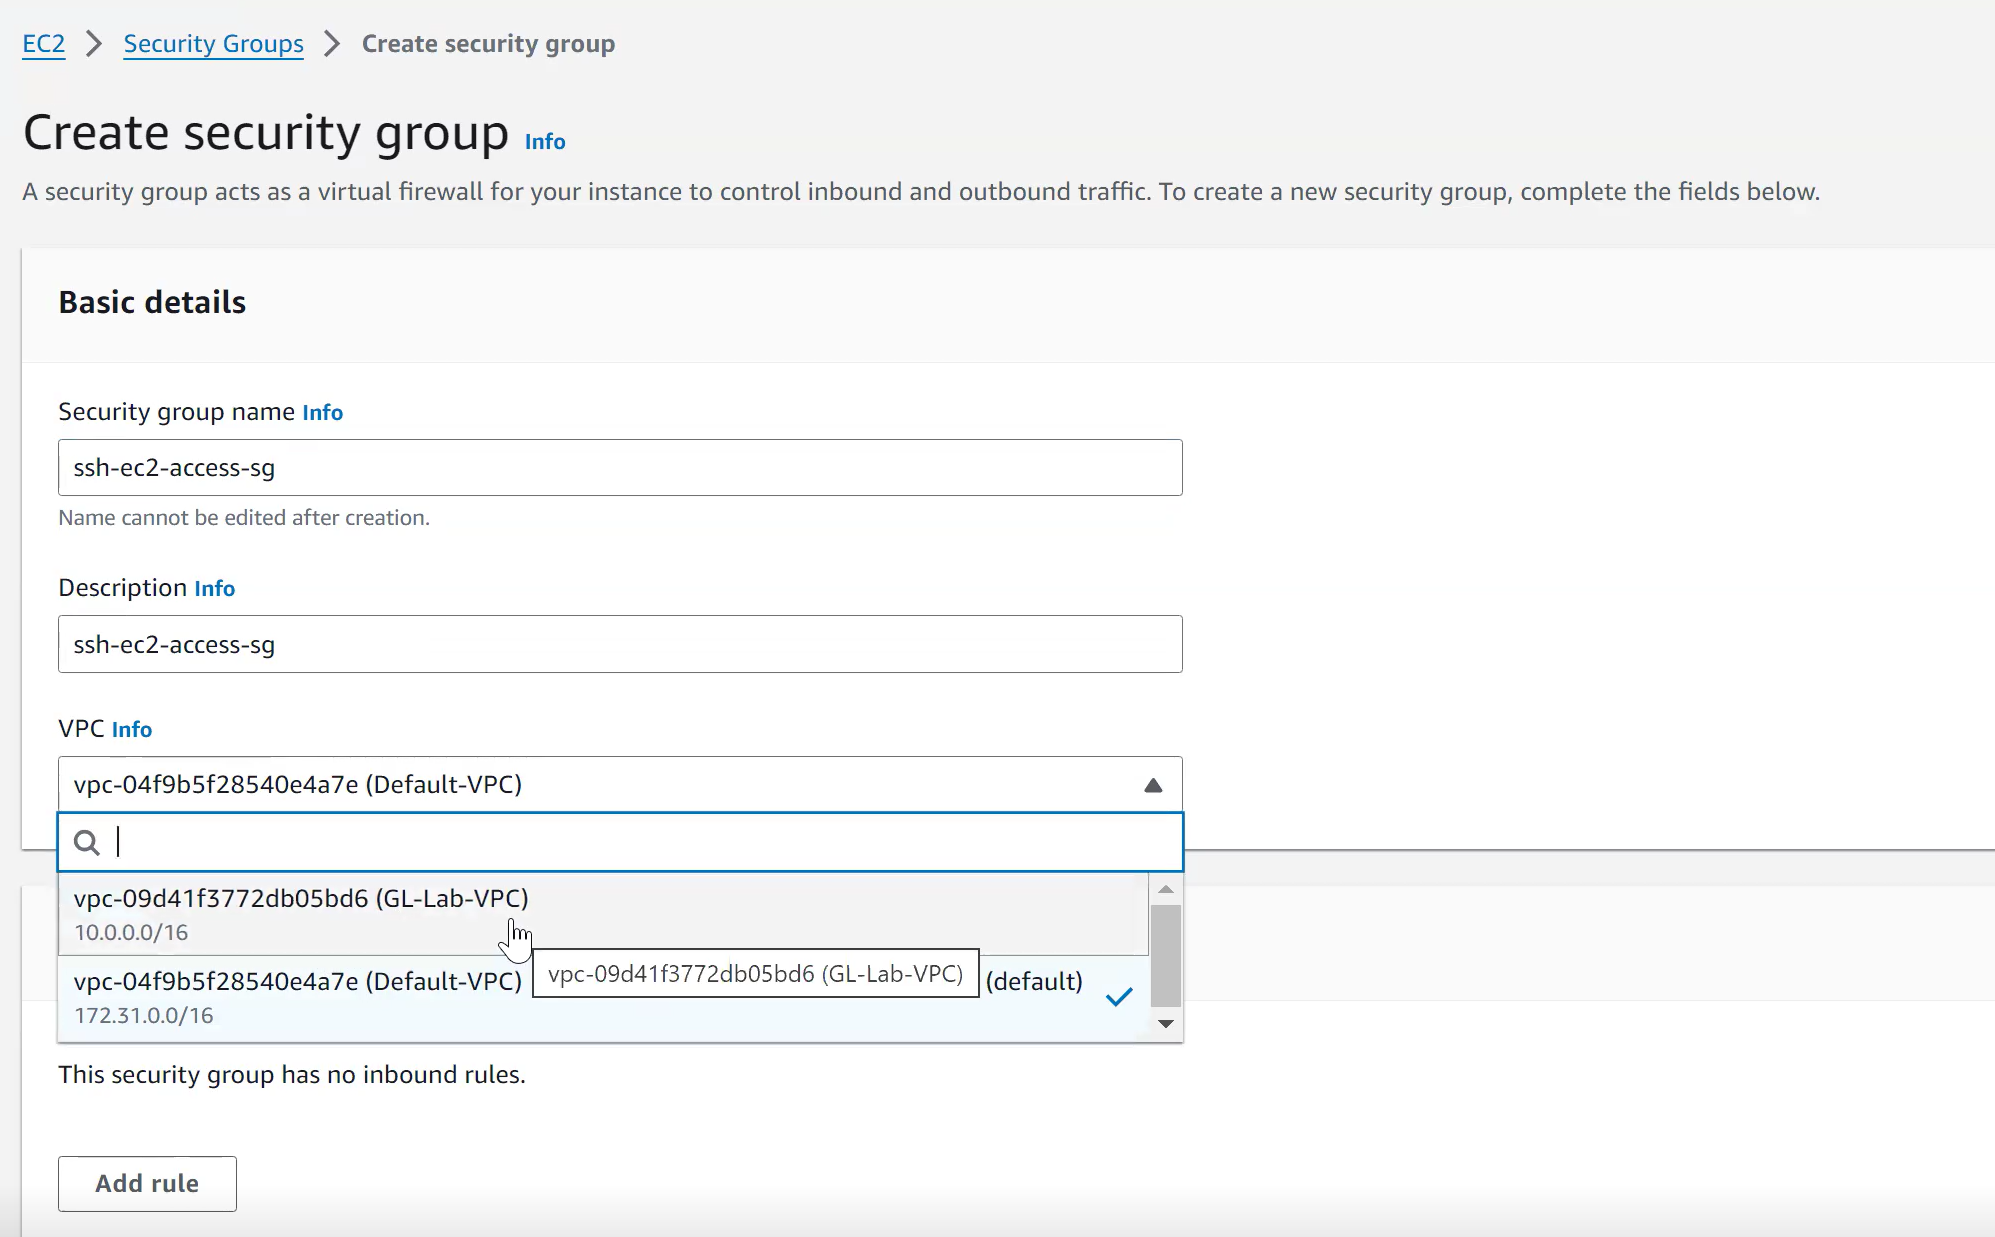 EC2 > Security Groups > Create security group
Create security group Info
A security group acts as a virtual firewall for your instance to control inbound and outbound traffic. To create a new security group, complete the fields below.
Basic details
Security group name Info
ssh-ec2-access-sg
Name cannot be edited after creation.
Description Info
ssh-ec2-access-sg
VPC Info
vpc-04f9b5f28540e4a7e (Default-VPC)
vpc-09d41f3772db05bd6 (GL-Lab-VPC)
10.0.0.0/16
vpc-04f9b5f28540e4a7e (Default-VPC) vpc-09d41f3772db05bd6 (GL-Lab-VPC) (default)
172.31.0.0/16
This security group has no inbound rules.
Add rule